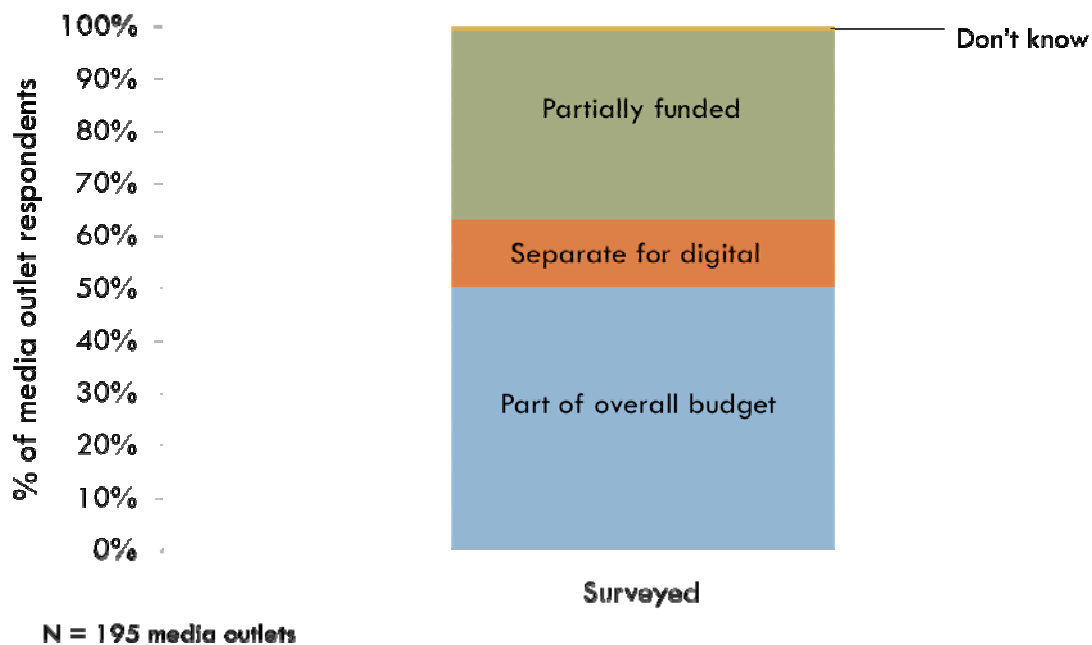 100%
Don't know
90%
Partially funded
80%
70%
60%
Separate for digital
50%
40%
30%
Part of overall budget
20%
10%
0%
% of media outlet respondents
Surveyed
N = 195 media outlets